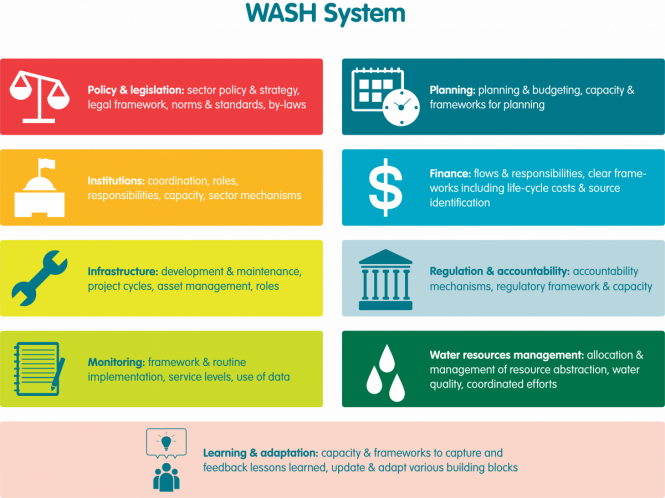 WASH System
Policy & legislation: sector policy & strategy,
legal framework, norms & standards, by-laws
Planning: planning & budgeting, capacity &
frameworks for planning
Institutions: coordination, roles,
responsibilities, capacity, sector mechanisms
Finance: flows & responsibilities, clear frame-
works including life-cycle costs & source
identification
Infrastructure: development & maintenance,
project cycles, asset management, roles
Regulation & accountability: accountability
mechanisms, regulatory framework & capacity
Monitoring: framework & routine
implementation, service levels, use of data
Water resources management: allocation &
management of resource abstraction, water
quality, coordinated efforts
Learning & adaptation: capacity & frameworks to capture and
feedback lessons learned, update & adapt various building blocks